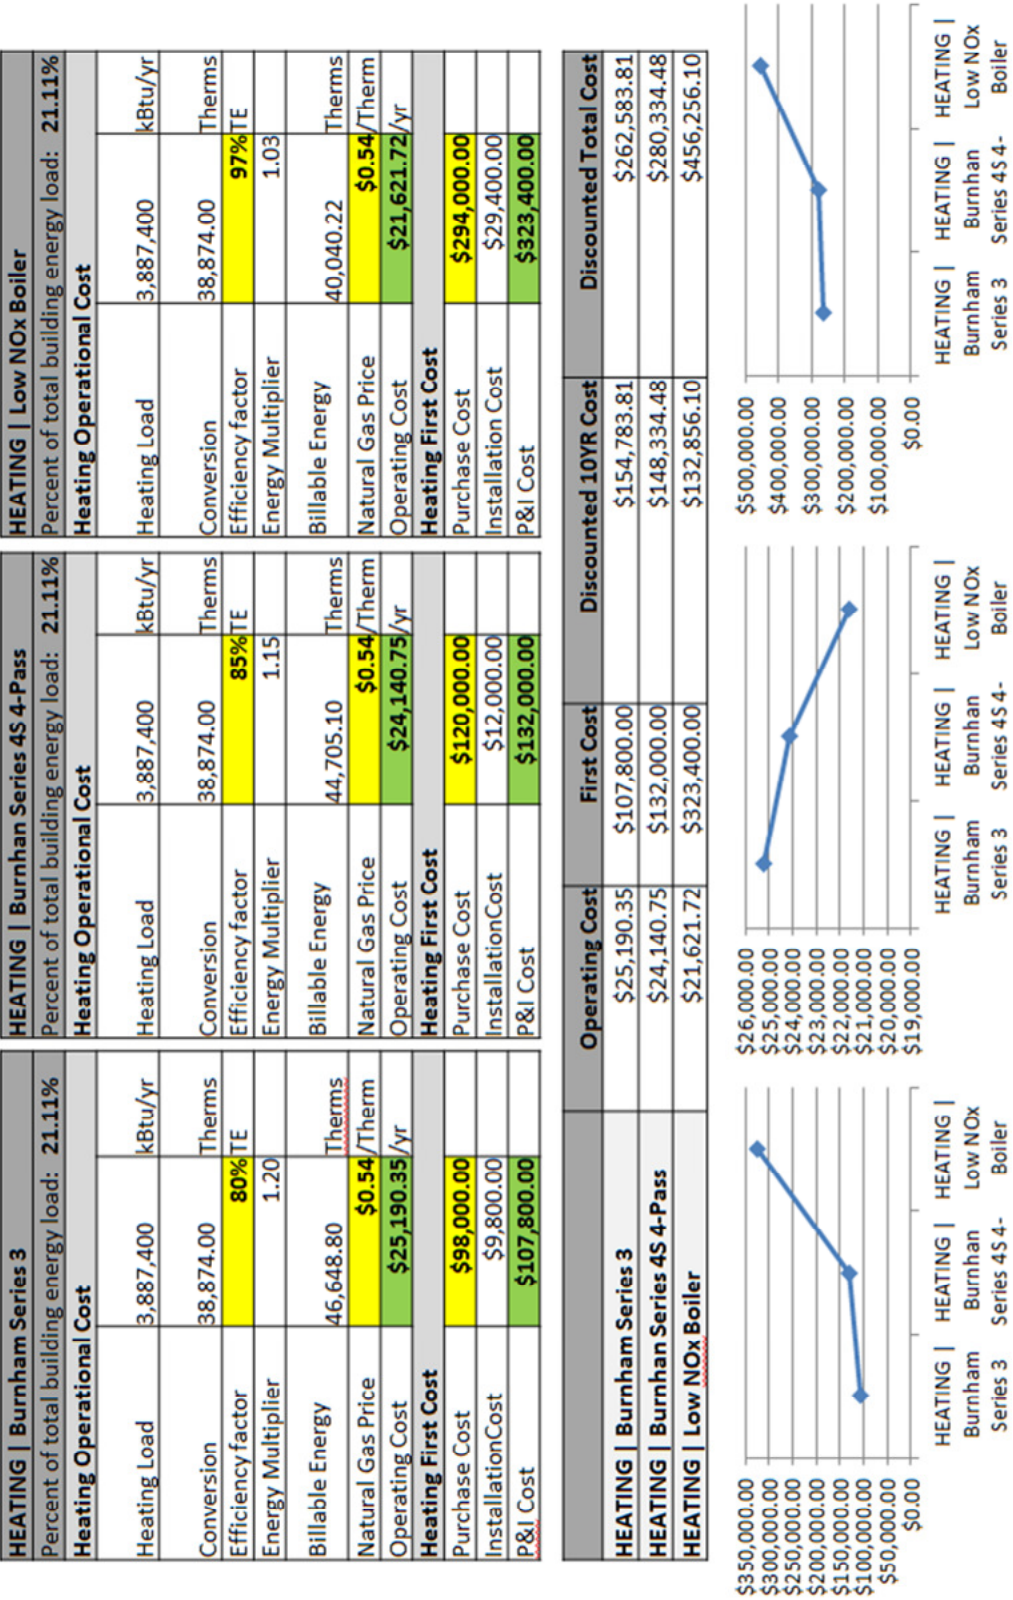 HEATING | Burnham Series 3
Percent of total building energy load: 21.11%
Heating Operational Cost
Heating Load 3,887,400 kBtu/yr
Conversion 38,874.00 Therms
Efficiency factor 80% TE
Energy Multiplier 1.20
Billable Energy 46,648.80 Therms
Natural Gas Price $0.54 /Therm
Operating Cost $25,190.35 /yr
Heating First Cost
Purchase Cost $98,000.00
InstallationCost $9,800.00
P&I Cost $107,800.00
HEATING | Burnhan Series 4S 4-Pass
Percent of total building energy load: 21.11%
Heating Operational Cost
Heating Load 3,887,400 kBtu/yr
Conversion 38,874.00 Therms
Efficiency factor 85% TE
Energy Multiplier 1.15
Billable Energy 44,705.10 Therms
Natural Gas Price $0.54 /Therm
Operating Cost $24,140.75 /yr
Heating First Cost
Purchase Cost $120,000.00
InstallationCost $12,000.00
P&I Cost $132,000.00
HEATING | Low NOx Boiler
Percent of total building energy load: 21.11%
Heating Operational Cost
Heating Load 3,887,400 kBtu/yr
Conversion 38,874.00 Therms
Efficiency factor 97% TE
Energy Multiplier 1.03
Billable Energy 40,040.22 Therms
Natural Gas Price $0.54 /Therm
Operating Cost $21,621.72 /yr
Heating First Cost
Purchase Cost $294,000.00
Installation Cost $29,400.00
P&I Cost $323,400.00
Operating Cost First Cost Discounted 10YR Cost Discounted Total Cost
HEATING | Burnham Series 3 $25,190.35 $107,800.00 $154,783.81 $262,583.81
HEATING | Burnhan Series 4S 4-Pass $24,140.75 $132,000.00 $148,334.48 $280,334.48
HEATING | Low NOx Boiler $21,621.72 $323,400.00 $132,856.10 $456,256.10
$350,000.00
$300,000.00
$250,000.00
$200,000.00
$150,000.00
$100,000.00
$50,000.00
$0.00
HEATING | HEATING | HEATING |
Burnham Burnhan Low NOx
Series 3 Series 4S 4- Boiler
$26,000.00
$25,000.00
$24,000.00
$23,000.00
$22,000.00
$21,000.00
$20,000.00
$19,000.00
HEATING | HEATING | HEATING |
Burnham Burnhan Low NOx
Series 3 Series 4S 4- Boiler
$500,000.00
$400,000.00
$300,000.00
$200,000.00
$100,000.00
$0.00
HEATING | HEATING | HEATING |
Burnham Burnhan Low NOx
Series 3 Series 4S 4- Boiler